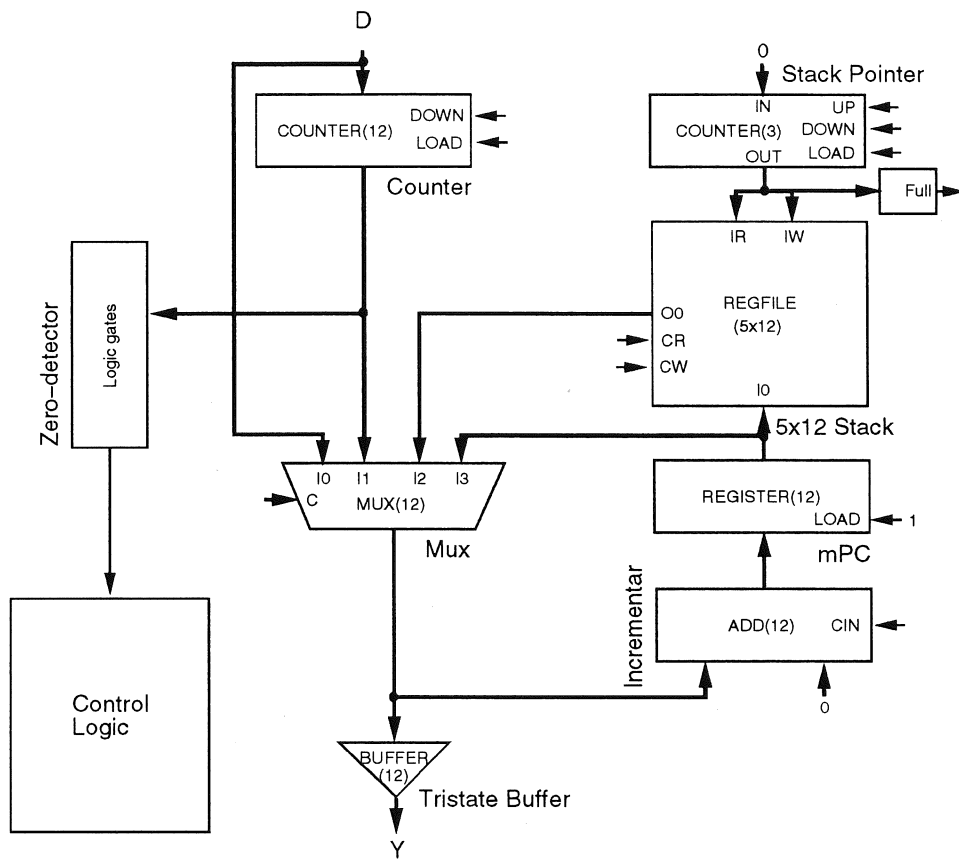 D
0
Stack Pointer
COUNTER(12)
DOWN
LOAD
IN
UP
COUNTER(3)
DOWN
OUT
LOAD
Counter
Full
IR
IW
Zero-detector
Logic gates
O0
REGFILE
(5x12)
CR
CW
I0
5x12 Stack
I0
I1
I2
I3
C
MUX(12)
Mux
REGISTER(12)
LOAD
1
mPC
Incrementar
ADD(12)
CIN
0
Control
Logic
BUFFER
(12)
Tristate Buffer
Y